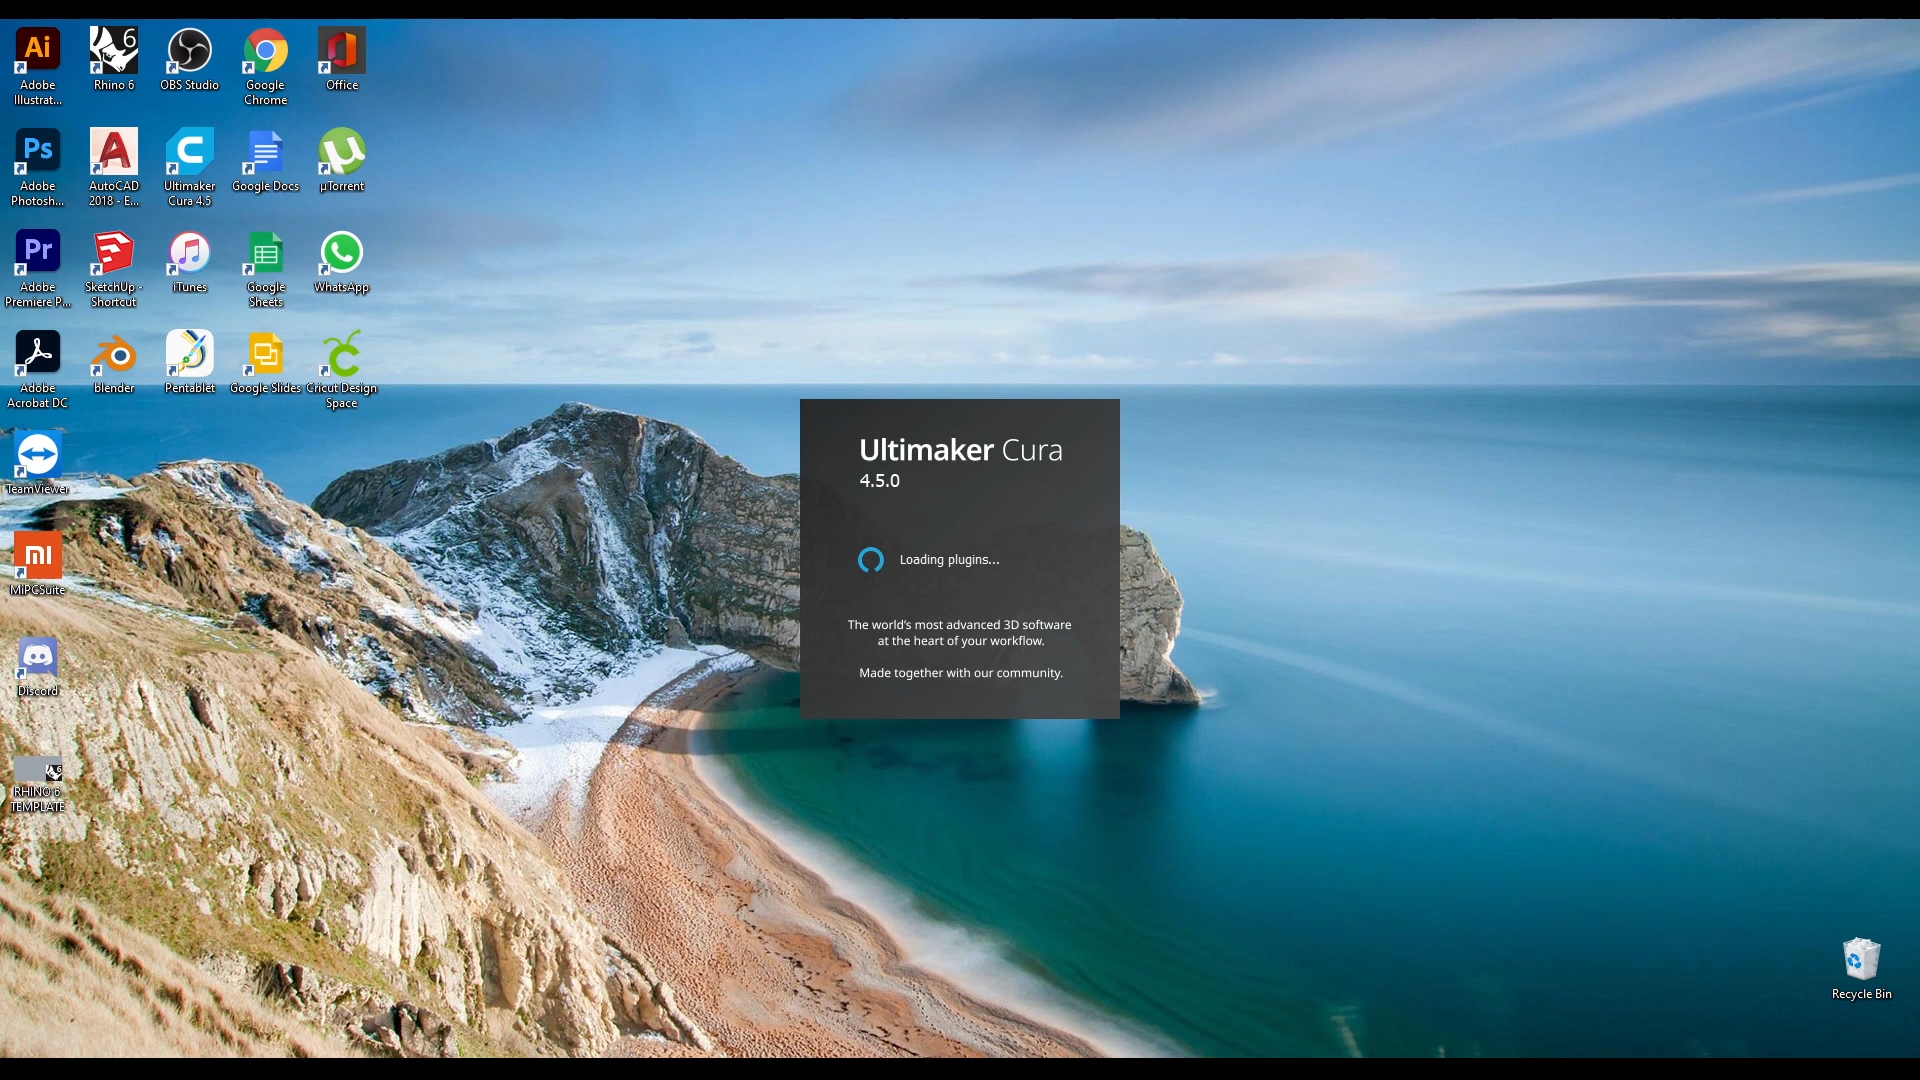 Ai
Adobe
Illustrat...
6
Rhino 6
OBS Studio
Google
Chrome
Office
Ps
Adobe
Photosh...
AutoCAD
2018 - E...
Ultimaker
Cura 4.5
Google Docs
µTorrent
Pr
Adobe
Premiere P...
SketchUp -
Shortcut
iTunes
Google
Sheets
WhatsApp
Adobe
Acrobat DC
blender
Pentablet
Google Slides
Cricut Design
Space
TeamViewer
MiPCSuite
Discord
RHINO 6
TEMPLATE
Ultimaker Cura
4.5.0
Loading plugins...
The world's most advanced 3D software
at the heart of your workflow.
Made together with our community.
Recycle Bin